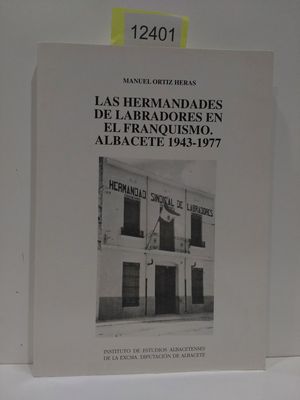 12401
MANUEL ORTIZ HERAS
LAS HERMANDADES
DE LABRADORES EN
EL FRANQUISMO.
ALBACETE 1943-1977
HERMANDAD SINDICAL DE LABRADORES
INSTITUTO DE ESTUDIOS ALBACETENSES
DE LA EXCMA. DIPUTACIÓN DE ALBACETE